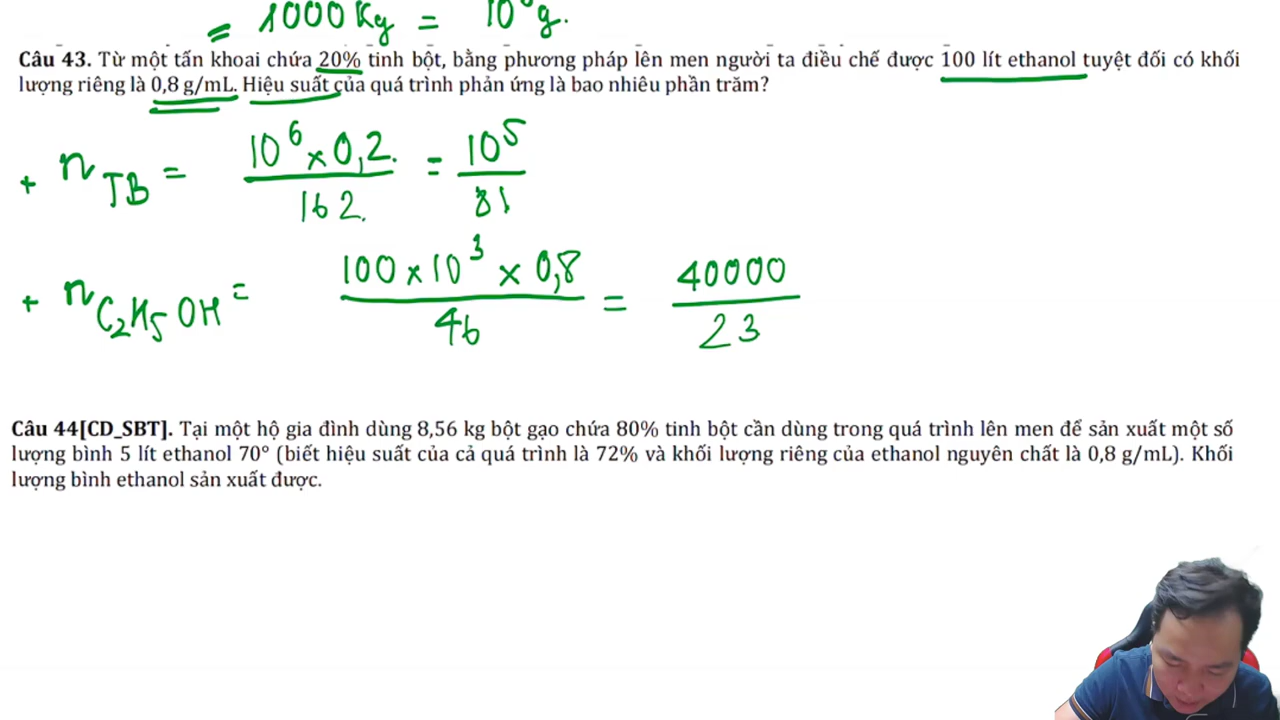 = 1000 Kg = 10⁶ g.
Câu 43. Từ một tấn khoai chứa 20% tinh bột, bằng phương pháp lên men người ta điều chế được 100 lít ethanol tuyệt đối có khối
lượng riêng là 0,8 g/mL. Hiệu suất của quá trình phản ứng là bao nhiêu phần trăm?
+ n_TB = (10⁶ × 0,2.)/(162.) = 10⁵/81
+ n_C₂H₅OH = (100 × 10³ × 0,8)/46 = 40000/23
Câu 44[CD_SBT]. Tại một hộ gia đình dùng 8,56 kg bột gạo chứa 80% tinh bột cần dùng trong quá trình lên men để sản xuất một số
lượng bình 5 lít ethanol 70° (biết hiệu suất của cả quá trình là 72% và khối lượng riêng của ethanol nguyên chất là 0,8 g/mL). Khối
lượng bình ethanol sản xuất được.